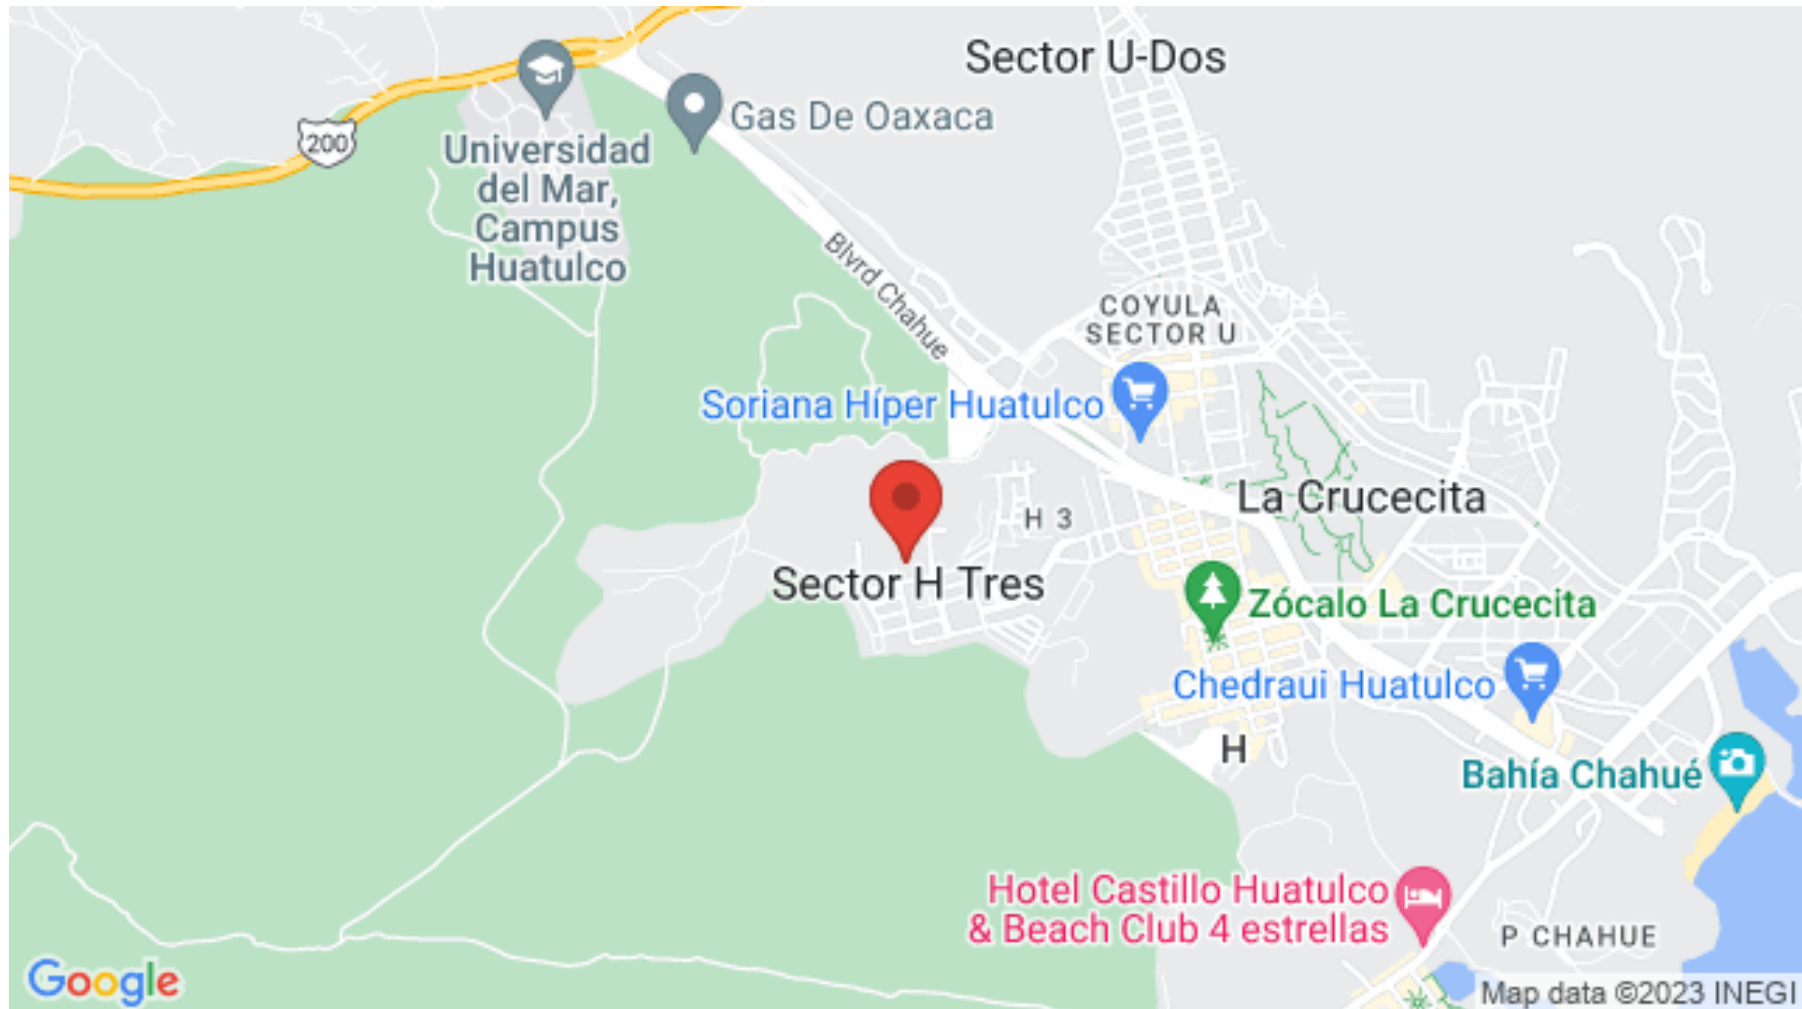 Sector U-Dos
Gas De Oaxaca
200
Universidad
del Mar,
Campus
Huatulco
Blvrd Chahue
COYULA
SECTOR U
Soriana Híper Huatulco
La Crucecita
H 3
Sector H Tres
Zócalo La Crucecita
Chedraui Huatulco
H
Bahía Chahué
Hotel Castillo Huatulco
& Beach Club 4 estrellas
P CHAHUE
Google
Map data ©2023 INEGI